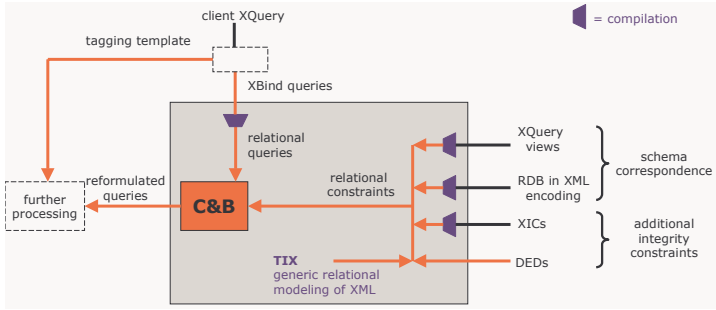 client XQuery
= compilation
tagging template
XBind queries
XQuery
views
relational
queries
schema
correspondence
relational
constraints
RDB in XML
encoding
reformulated
queries
further
processing
C&B
XICs
additional
integrity
constraints
TIX
generic relational
modeling of XML
DEDs